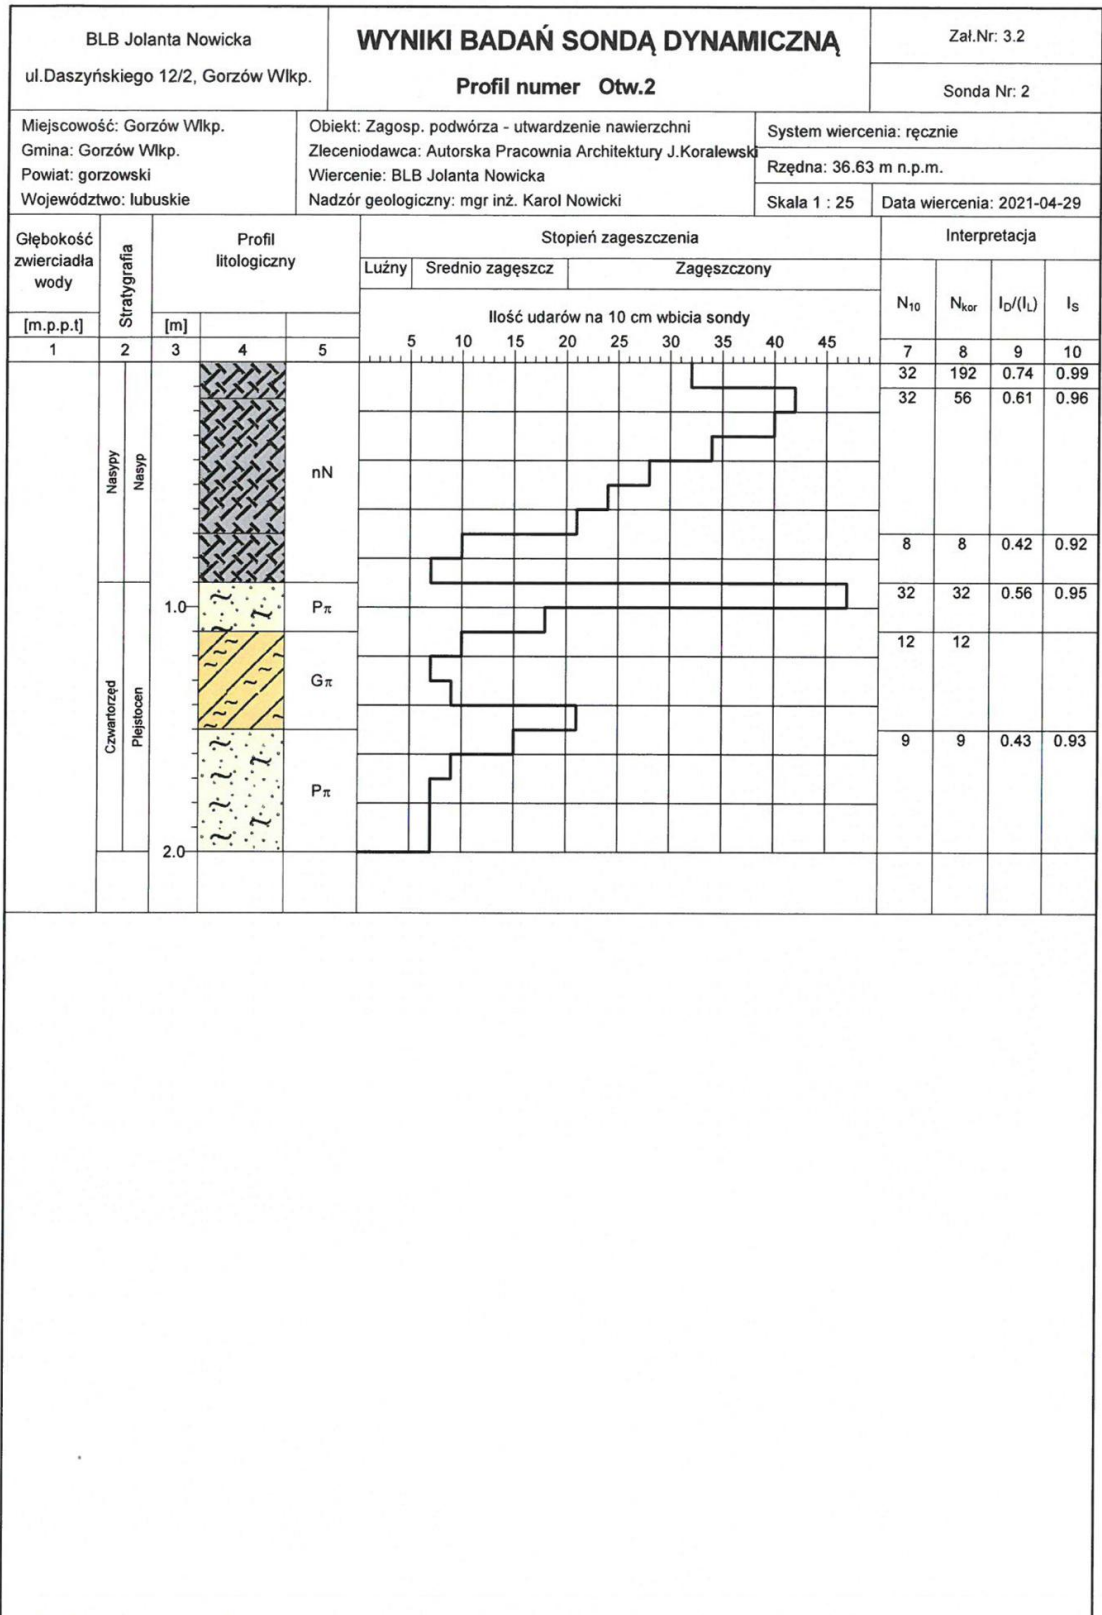 BLB Jolanta Nowicka
ul.Daszyńskiego 12/2, Gorzów Wlkp.
WYNIKI BADAŃ SONDĄ DYNAMICZNĄ
Profil numer Otw.2
Zał.Nr: 3.2
Sonda Nr: 2
Miejscowość: Gorzów Wlkp.
Gmina: Gorzów Wlkp.
Powiat: gorzowski
Województwo: lubuskie
Obiekt: Zagosp. podwórza - utwardzenie nawierzchni
Zleceniodawca: Autorska Pracownia Architektury J.Koralewski
Wiercenie: BLB Jolanta Nowicka
Nadzór geologiczny: mgr inż. Karol Nowicki
System wiercenia: ręcznie
Rzędna: 36.63 m n.p.m.
Skala 1 : 25
Data wiercenia: 2021-04-29
Głębokość
zwierciadła
wody
[m.p.p.t]
Stratygrafia
Profil
litologiczny
[m]
Stopień zageszczenia
Luźny
Srednio zagęszcz
Zagęszczony
Ilość udarów na 10 cm wbicia sondy
Interpretacja
N10
Nkor
ID/(IL)
IS
1 2 3 4 5
5 10 15 20 25 30 35 40 45
7 8 9 10
32 192 0.74 0.99
32 56 0.61 0.96
Nasypy
Nasyp
nN
8 8 0.42 0.92
32 32 0.56 0.95
1.0
Pπ
12 12
Czwartorzęd
Plejstocen
Gπ
9 9 0.43 0.93
Pπ
2.0